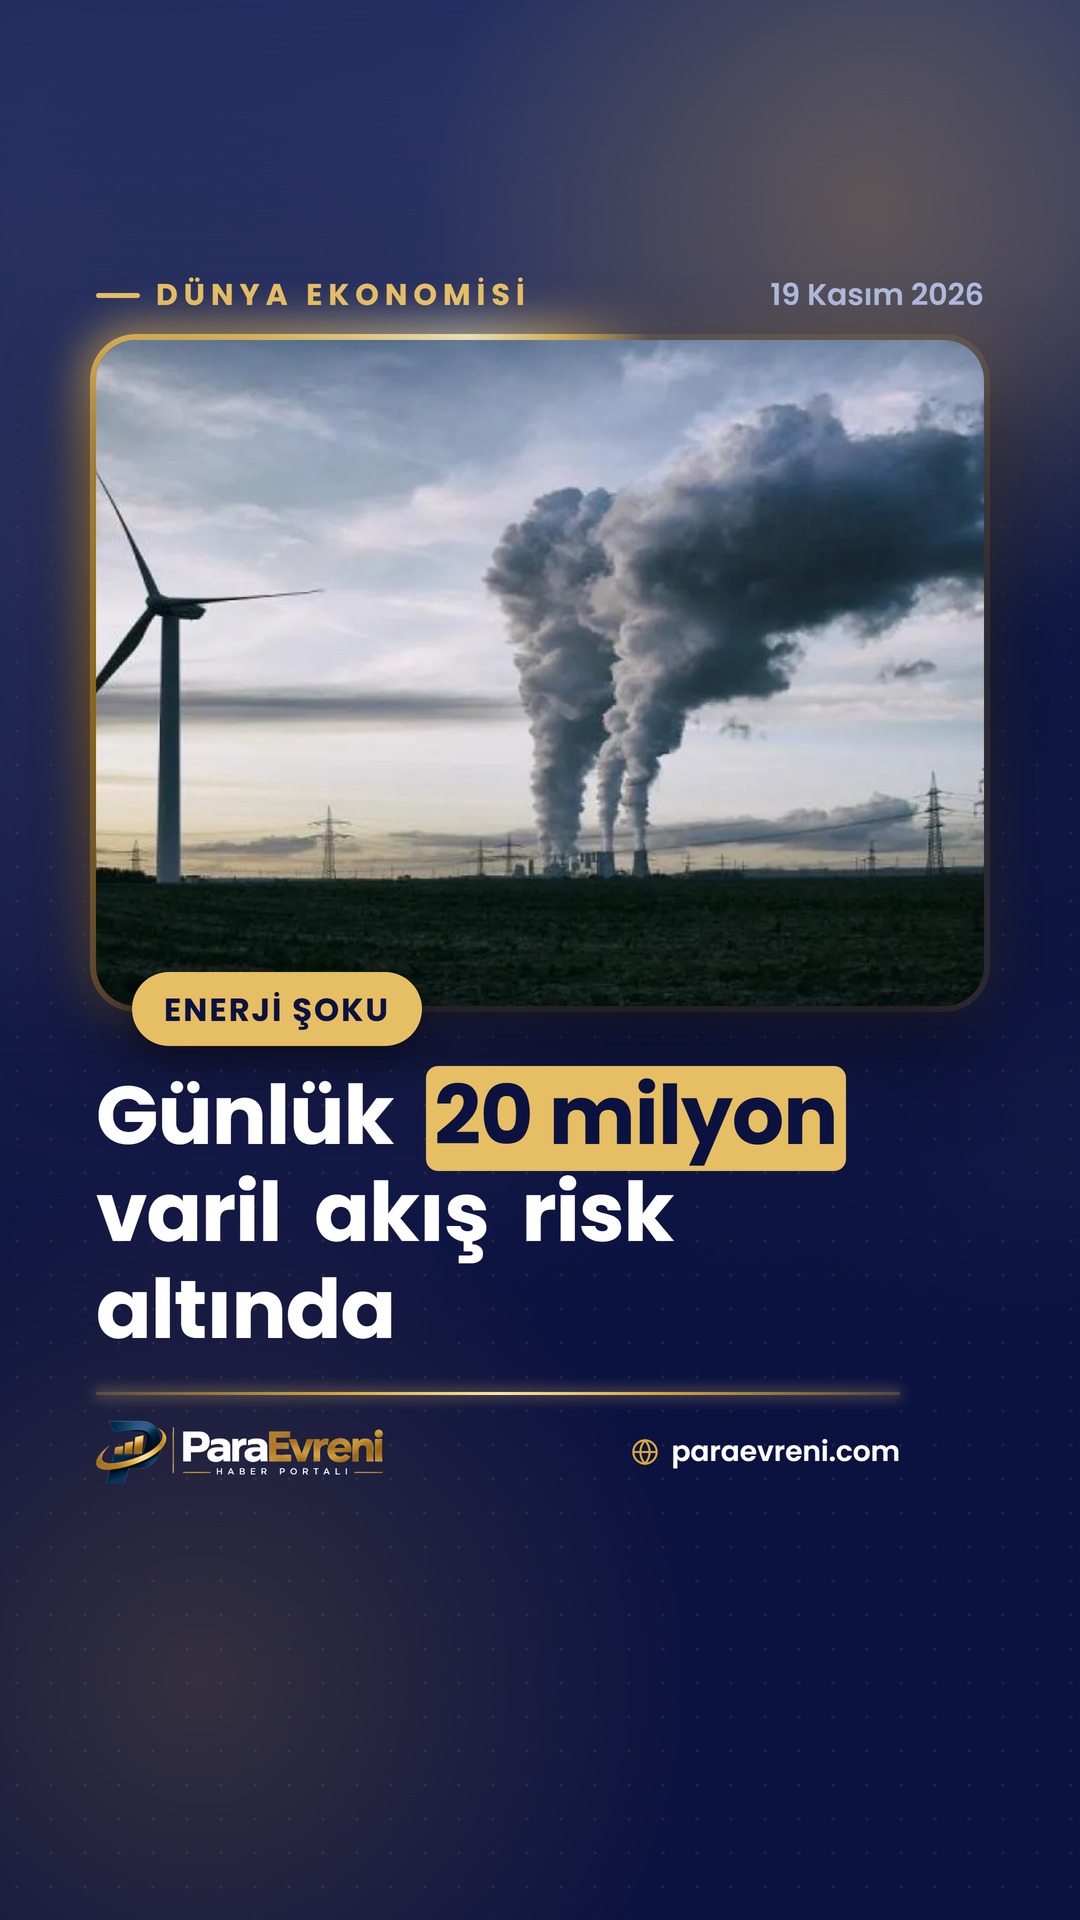 DÜNYA EKONOMİSİ
19 Kasım 2026
ENERJİ ŞOKU
Günlük 20 milyon
varil akış risk
altında
ParaEvreni
HABER PORTALI
paraevreni.com